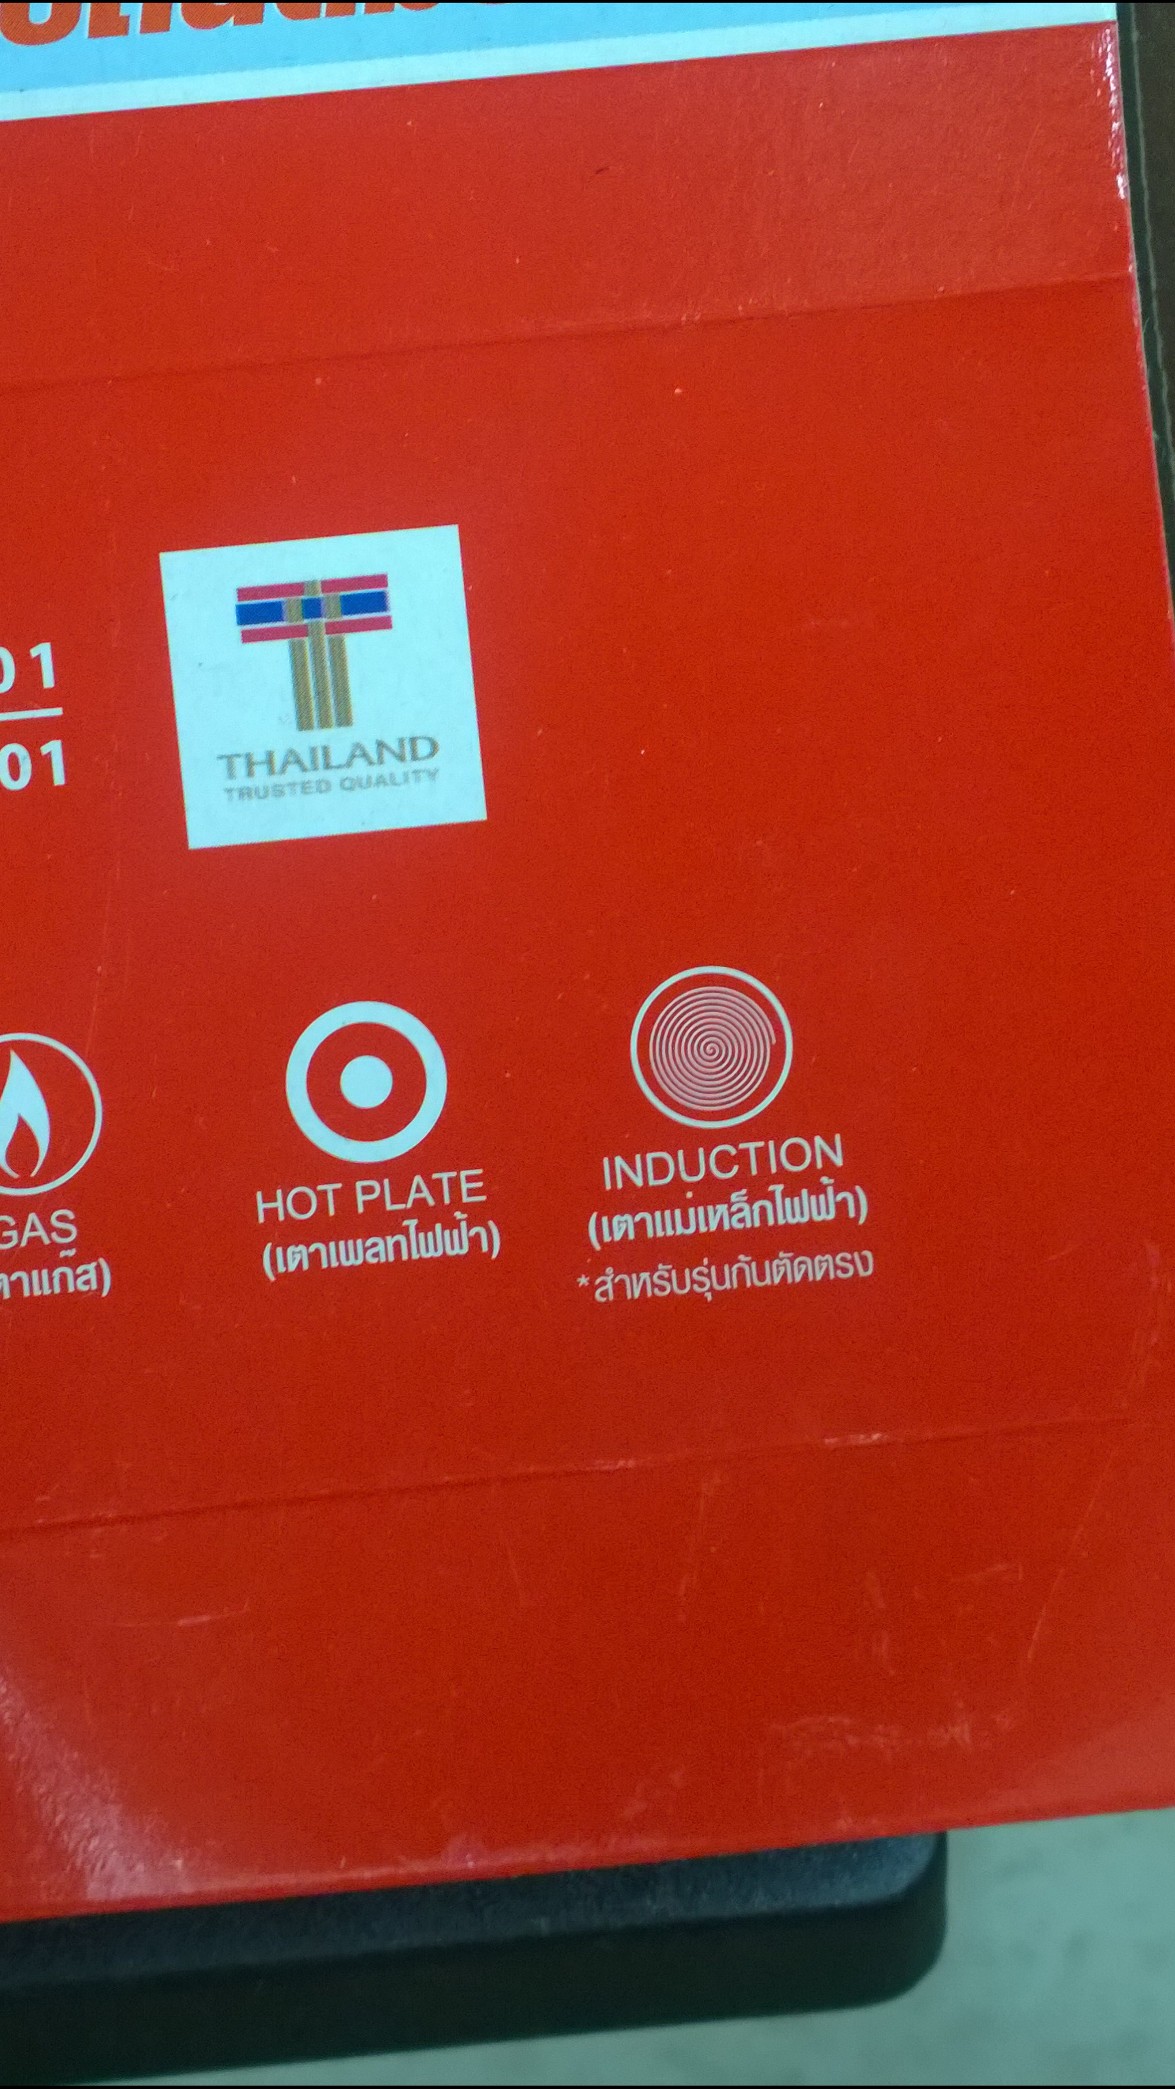 01
01
THAILAND
TRUSTED QUALITY
GAS
HOT PLATE
(เตาเพลทไฟฟ้า)
INDUCTION
(เตาแม่เหล็กไฟฟ้า)
*สำหรับรุ่นก้นตัดตรง